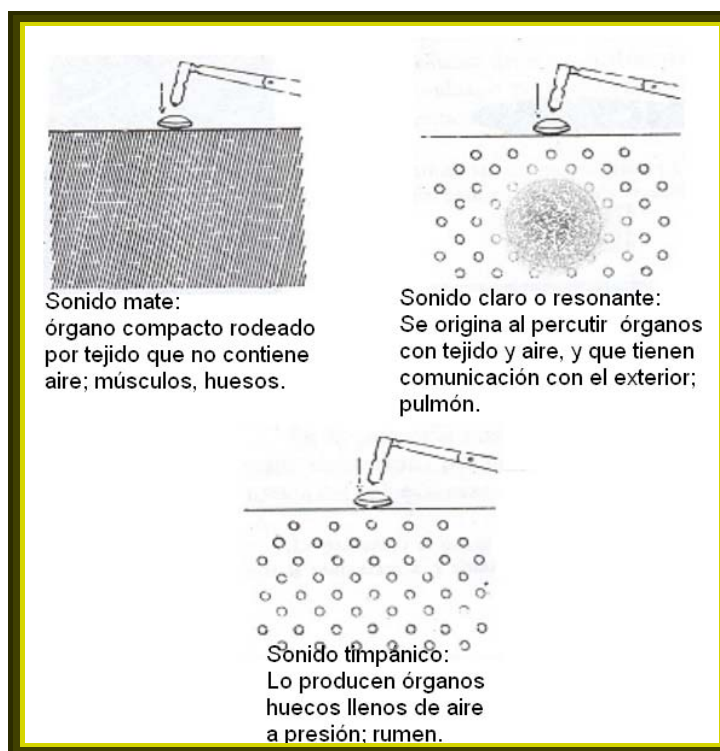 Sonido mate:
órgano compacto rodeado
por tejido que no contiene
aire; músculos, huesos.
Sonido claro o resonante:
Se origina al percutir órganos
con tejido y aire, y que tienen
comunicación con el exterior;
pulmón.
Sonido timpánico:
Lo producen órganos
huecos llenos de aire
a presión; rumen.